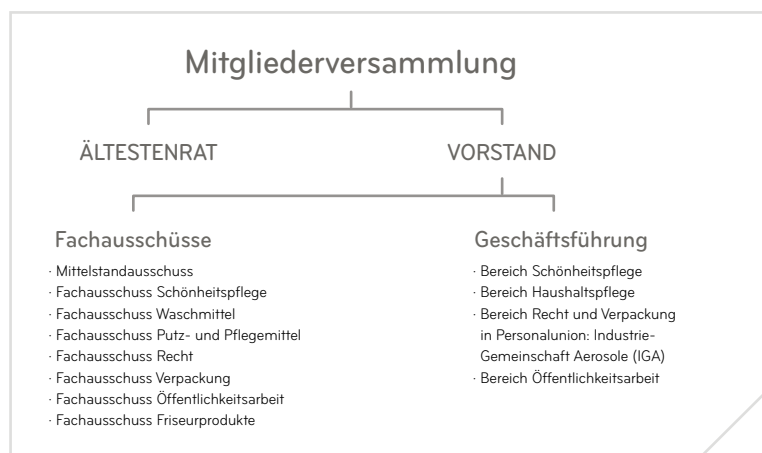 Mitgliederversammlung
ÄLTESTENRAT
VORSTAND
Fachausschüsse
· Mittelstandausschuss
· Fachausschuss Schönheitspflege
· Fachausschuss Waschmittel
· Fachausschuss Putz- und Pflegemittel
· Fachausschuss Recht
· Fachausschuss Verpackung
· Fachausschuss Öffentlichkeitsarbeit
· Fachausschuss Friseurprodukte
Geschäftsführung
· Bereich Schönheitspflege
· Bereich Haushaltspflege
· Bereich Recht und Verpackung
in Personalunion: Industrie-
Gemeinschaft Aerosole (IGA)
· Bereich Öffentlichkeitsarbeit